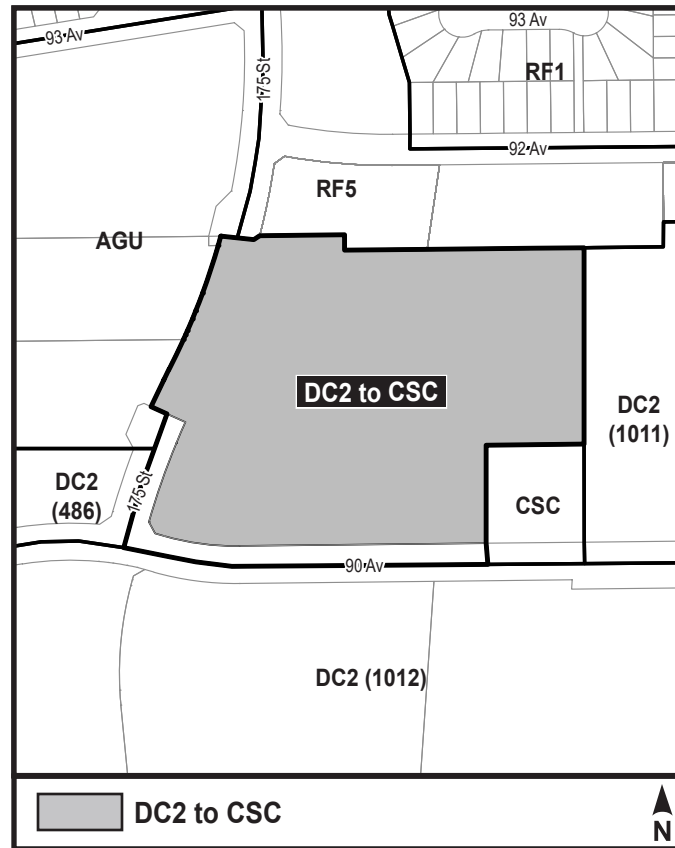 93 Av
93 Av
175 St
RF1
92 Av
RF5
AGU
DC2 to CSC
DC2
(1011)
DC2
(486)
175 St
CSC
90 Av
DC2 (1012)
DC2 to CSC
N